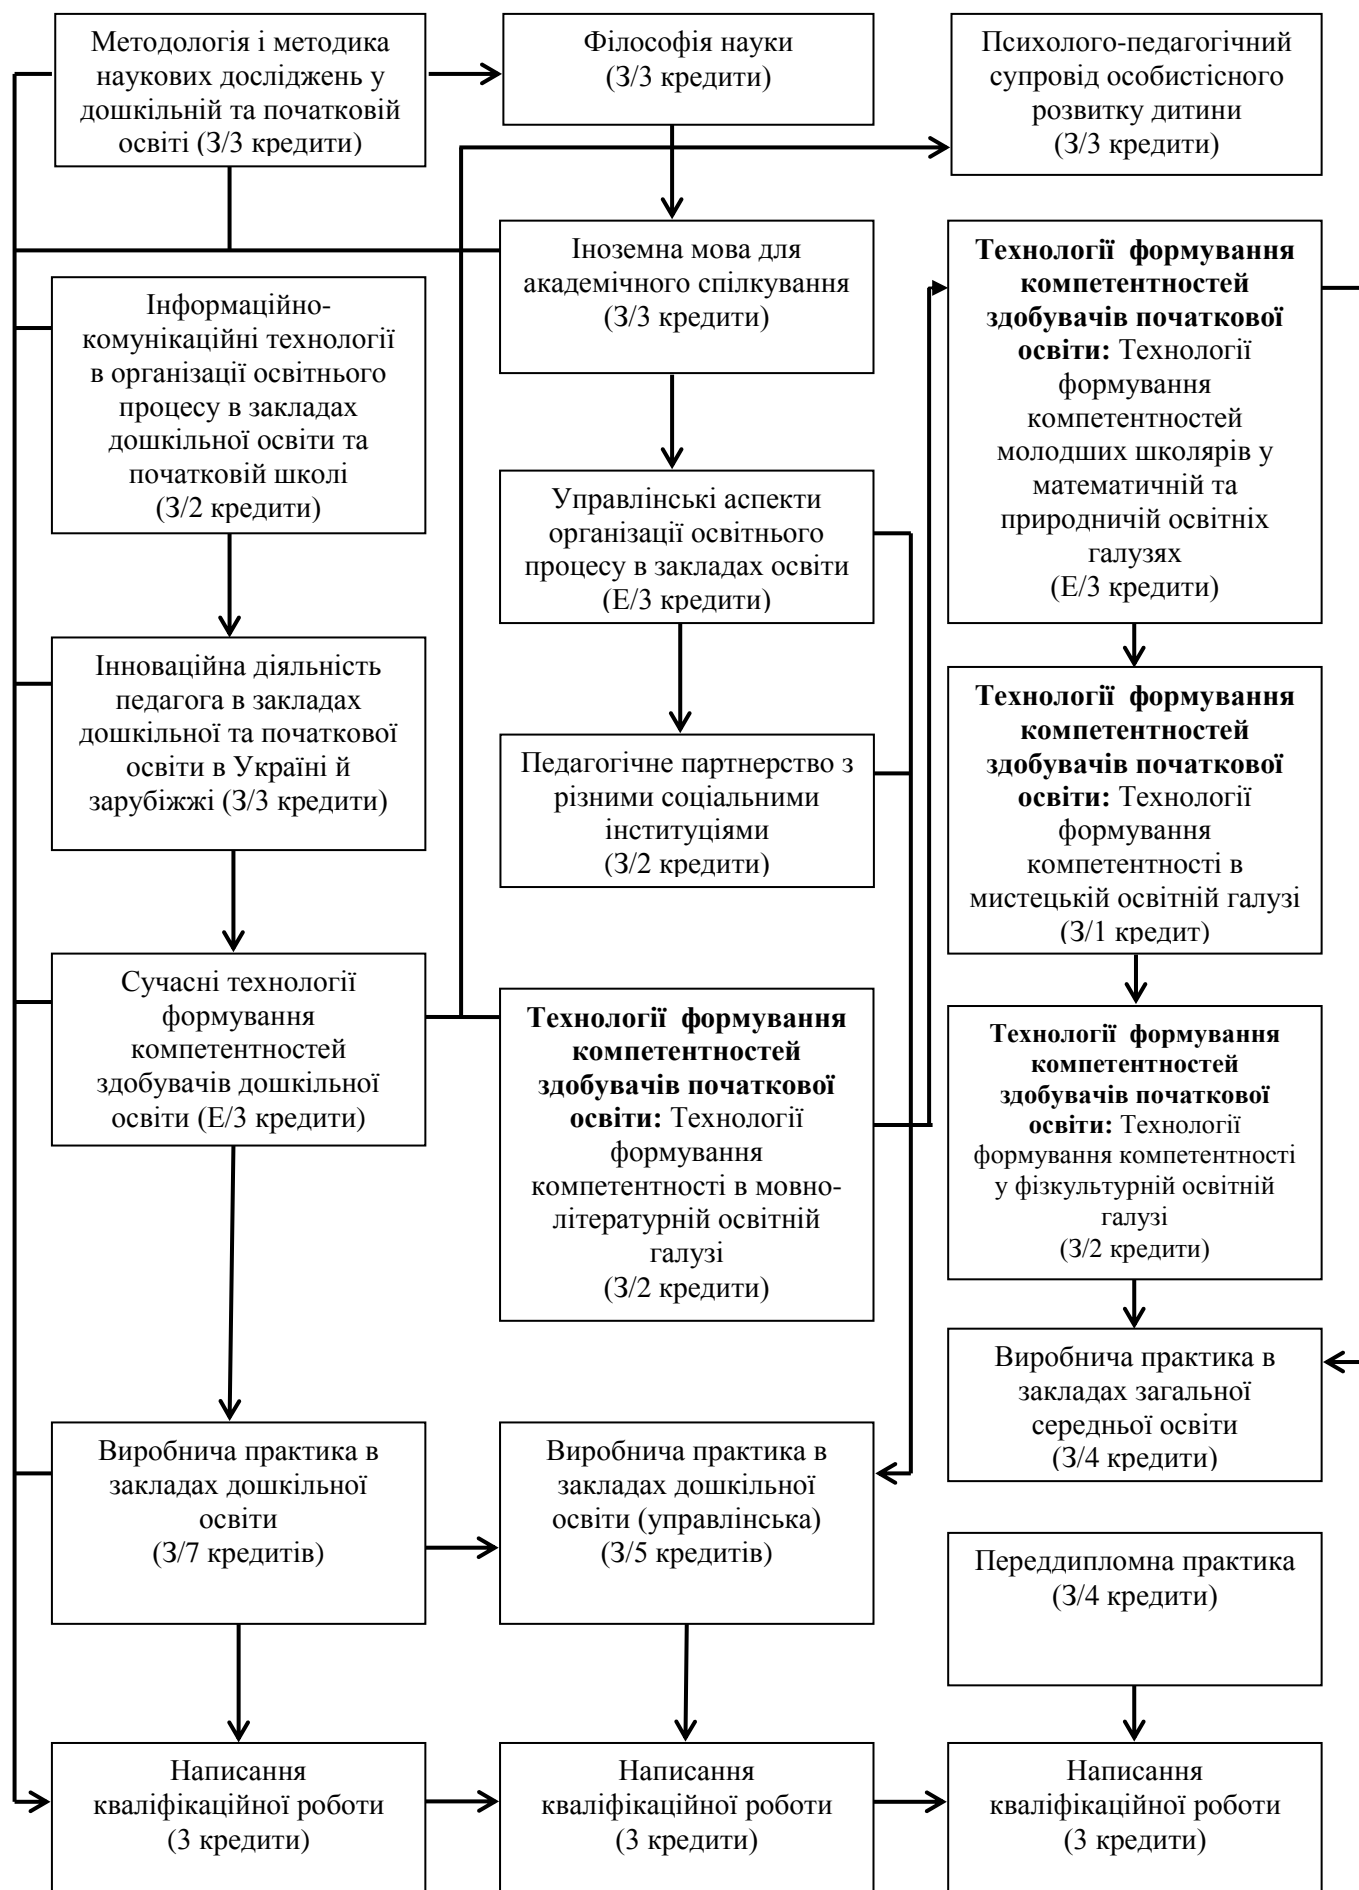 Методологія і методика
наукових досліджень у
дошкільній та початковій
освіті (З/3 кредити)
Філософія науки
(З/3 кредити)
Психолого-педагогічний
супровід особистісного
розвитку дитини
(З/3 кредити)
Інформаційно-
комунікаційні технології
в організації освітнього
процесу в закладах
дошкільної освіти та
початковій школі
(З/2 кредити)
Іноземна мова для
академічного спілкування
(З/3 кредити)
Технології формування
компетентностей
здобувачів початкової
освіти: Технології
формування
компетентностей
молодших школярів у
математичній та
природничій освітніх
галузях
(Е/3 кредити)
Управлінські аспекти
організації освітнього
процесу в закладах освіти
(Е/3 кредити)
Інноваційна діяльність
педагога в закладах
дошкільної та початкової
освіти в Україні й
зарубіжжі (З/3 кредити)
Педагогічне партнерство з
різними соціальними
інституціями
(З/2 кредити)
Технології формування
компетентностей
здобувачів початкової
освіти: Технології
формування
компетентності в
мистецькій освітній галузі
(З/1 кредит)
Сучасні технології
формування
компетентностей
здобувачів дошкільної
освіти (Е/3 кредити)
Технології формування
компетентностей
здобувачів початкової
освіти: Технології
формування
компетентності в мовно-
літературній освітній
галузі
(З/2 кредити)
Технології формування
компетентностей
здобувачів початкової
освіти: Технології
формування компетентності
у фізкультурній освітній
галузі
(З/2 кредити)
Виробнича практика в
закладах загальної
середньої освіти
(З/4 кредити)
Виробнича практика в
закладах дошкільної
освіти
(З/7 кредитів)
Виробнича практика в
закладах дошкільної
освіти (управлінська)
(З/5 кредитів)
Переддипломна практика
(З/4 кредити)
Написання
кваліфікаційної роботи
(3 кредити)
Написання
кваліфікаційної роботи
(3 кредити)
Написання
кваліфікаційної роботи
(3 кредити)